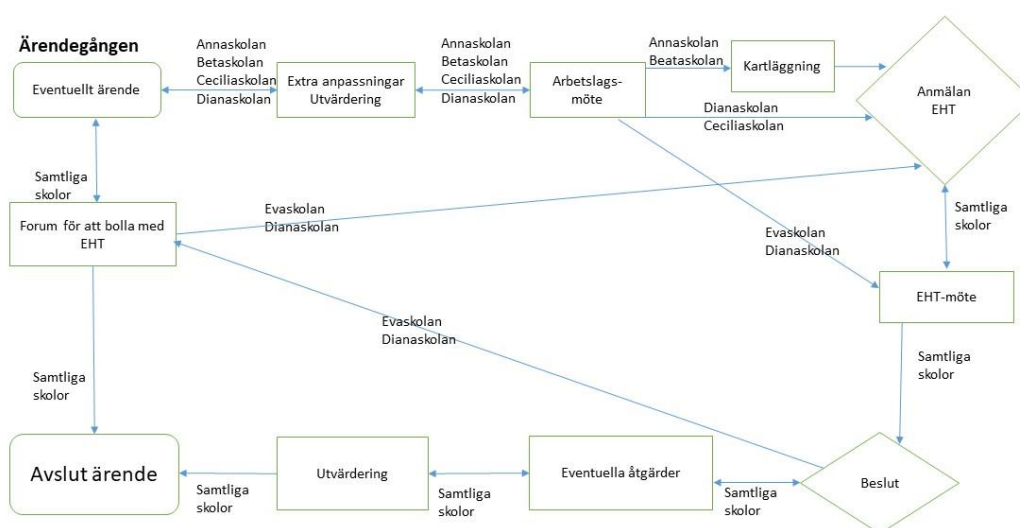 Ärendegången
Eventuellt ärende
Annaskolan
Betaskolan
Ceciliaskolan
Dianaskolan
Extra anpassningar
Utvärdering
Annaskolan
Betaskolan
Ceciliaskolan
Dianaskolan
Arbetslags-
möte
Annaskolan
Beataskolan
Kartläggning
Dianaskolan
Ceciliaskolan
Anmälan
EHT
Samtliga
skolor
Forum för att bolla med
EHT
Evaskolan
Dianaskolan
Evaskolan
Dianaskolan
Samtliga
skolor
EHT-möte
Evaskolan
Dianaskolan
Samtliga
skolor
Samtliga
skolor
Avslut ärende
Samtliga
skolor
Utvärdering
Samtliga
skolor
Eventuella åtgärder
Samtliga
skolor
Beslut